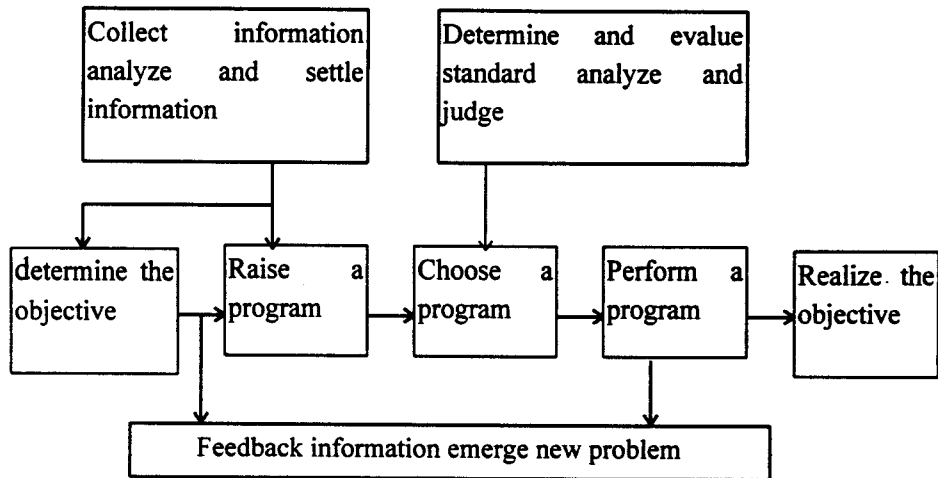 Collect information
analyze and settle
information
Determine and evalue
standard analyze and
judge
determine the
objective
Raise a
program
Choose a
program
Perform a
program
Realize the
objective
Feedback information emerge new problem